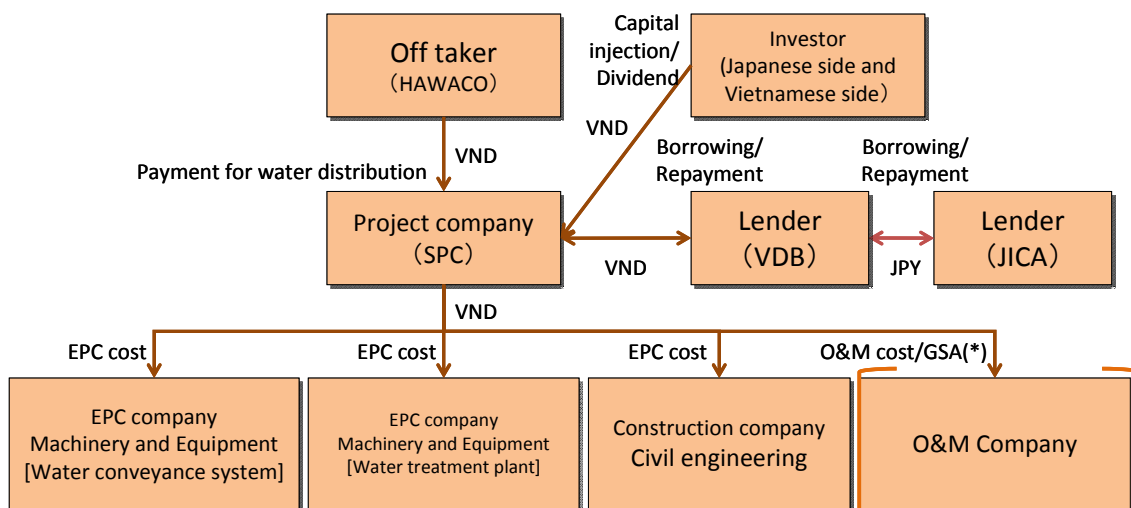 Off taker
（HAWACO）
Capital
injection/
Dividend
Investor
(Japanese side and
Vietnamese side）
VND
VND
Payment for water distribution
Borrowing/
Repayment
Borrowing/
Repayment
Project company
（SPC）
VND
Lender
（VDB）
JPY
Lender
（JICA）
VND
EPC cost
EPC cost
EPC cost
O&M cost/GSA(*)
EPC company
Machinery and Equipment
[Water conveyance system]
EPC company
Machinery and Equipment
[Water treatment plant]
Construction company
Civil engineering
O&M Company